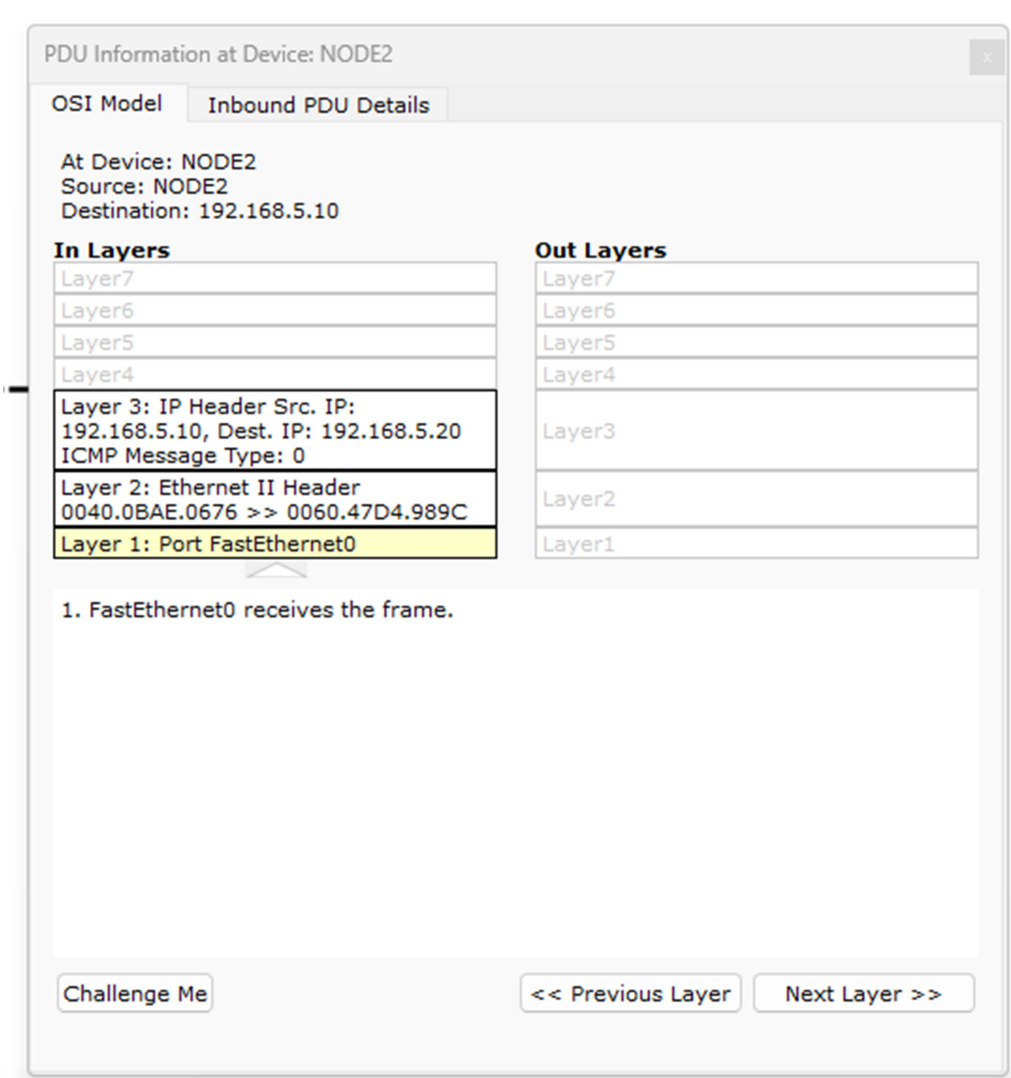 PDU Information at Device: NODE2
x
OSI Model
Inbound PDU Details
At Device: NODE2
Source: NODE2
Destination: 192.168.5.10
In Layers
Layer7
Layer6
Layer5
Layer4
Layer 3: IP Header Src. IP:
192.168.5.10, Dest. IP: 192.168.5.20
ICMP Message Type: 0
Layer 2: Ethernet II Header
0040.0BAE.0676 >> 0060.47D4.989C
Layer 1: Port FastEthernet0
Out Layers
Layer7
Layer6
Layer5
Layer4
Layer3
Layer2
Layer1
1. FastEthernet0 receives the frame.
Challenge Me
<< Previous Layer
Next Layer >>